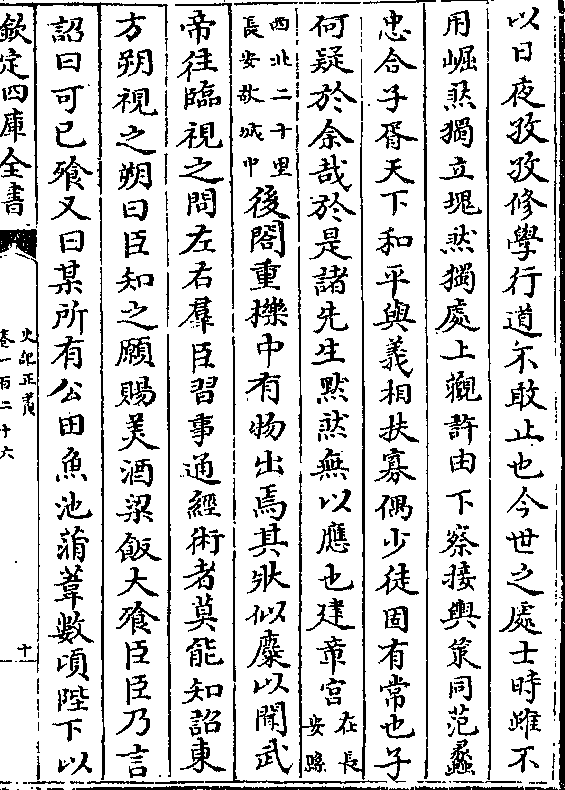 以日夜孜孜修學行道不敢止也今世之處士時雖不
用崛然獨立塊然獨處上觀許由下察接輿策同范蠡
忠合子胥天下和平與義相扶寡偶少徒固有常也子
何疑於余哉於是諸先生黙然無以應也建章宮在長安縣
西北二十里長安故城中後閤重櫟中有物出焉其狀似麋以聞武
帝往臨視之問左右羣臣習事通經術者莫能知詔東
方朔視之朔曰臣知之願賜美酒粱飯大飱臣臣乃言
詔曰可已飱又曰某所有公田魚池蒲葦數頃陛下以
欽定四庫全書
史記正義
卷一百二十六
十